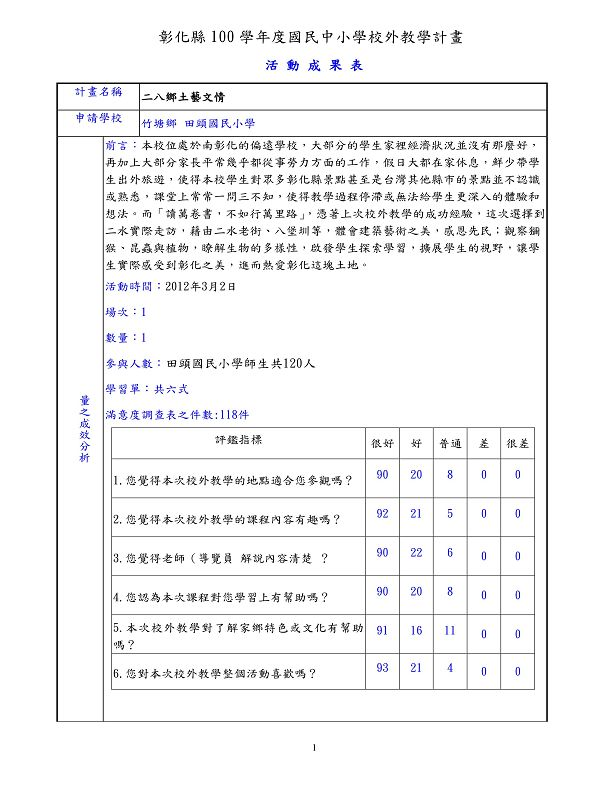 彰化縣 100 學年度國民中小學校外教學計畫
活 動 成 果 表
計畫名稱 二八鄉土藝文情
申請學校 竹塘鄉 田頭國民小學
量之成效分析
前言：本校位處於南彰化的偏遠學校，大部分的學生家裡經濟狀況並沒有那麼好，
再加上大部分家長平常幾乎都從事勞力方面的工作，假日大都在家休息，鮮少帶學
生出外旅遊，使得本校學生對眾多彰化縣景點甚至是台灣其他縣市的景點並不認識
或熟悉，課堂上常常一問三不知，使得教學過程停滯或無法給學生更深入的體驗和
想法。而「讀萬卷書，不如行萬里路」，憑著上次校外教學的成功經驗，這次選擇到
二水實際走訪，藉由二水老街、八堡圳等，體會建築藝術之美，感恩先民；觀察獼
猴、昆蟲與植物，瞭解生物的多樣性，啟發學生探索學習，擴展學生的視野，讓學
生實際感受到彰化之美，進而熱愛彰化這塊土地。
活動時間：2012年3月2日
場次：1
數量：1
參與人數：田頭國民小學師生共120人
學習單：共六式
滿意度調查表之件數:118件
評鑑指標 很好 好 普通 差 很差
1.您覺得本次校外教學的地點適合您參觀嗎？ 90 20 8 0 0
2.您覺得本次校外教學的課程內容有趣嗎？ 92 21 5 0 0
3.您覺得老師（導覽員 解說內容清楚 ？ 90 22 6 0 0
4.您認為本次課程對您學習上有幫助嗎？ 90 20 8 0 0
5.本次校外教學對了解家鄉特色或文化有幫助
嗎？ 91 16 11 0 0
6.您對本次校外教學整個活動喜歡嗎？ 93 21 4 0 0
1